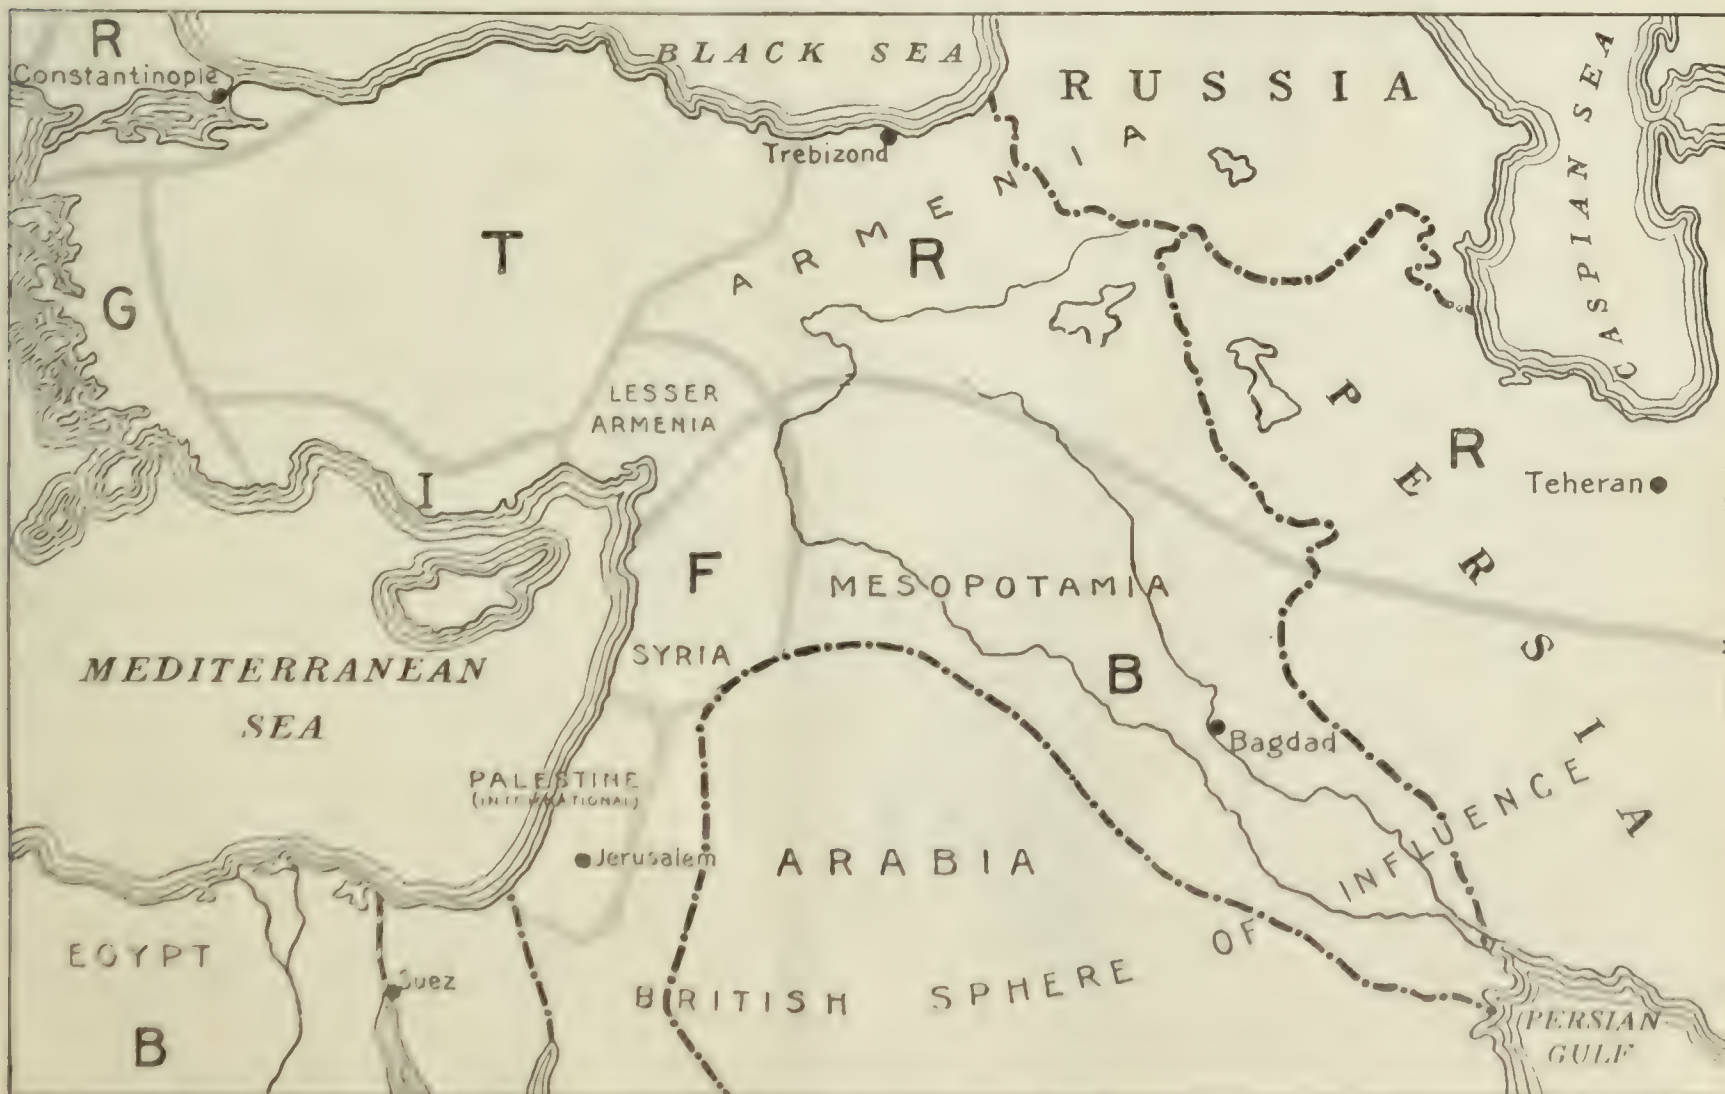 R
Constantinople
BLACK SEA
RUSSIA
CASPIAN SEA
Trebizond
ARMENIA
T
R
G
LESSER
ARMENIA
PERSIA
R
Teheran
I
F
MESOPOTAMIA
SYRIA
B
MEDITERRANEAN
SEA
Bagdad
PALESTINE
(INTERNATIONAL)
Jerusalem
ARABIA
EGYPT
Suez
BRITISH SPHERE OF INFLUENCE
B
PERSIAN
GULF